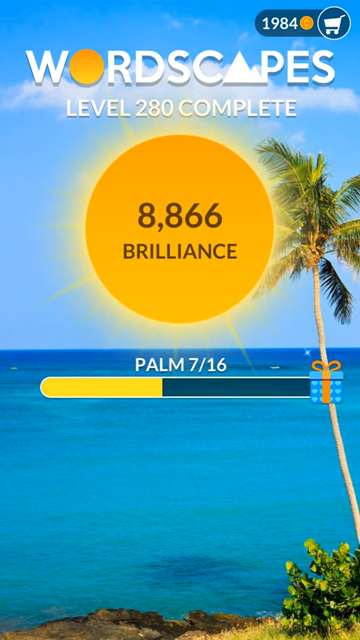 1984
WORDSCAPES
LEVEL 280 COMPLETE
8,866
BRILLIANCE
PALM 7/16